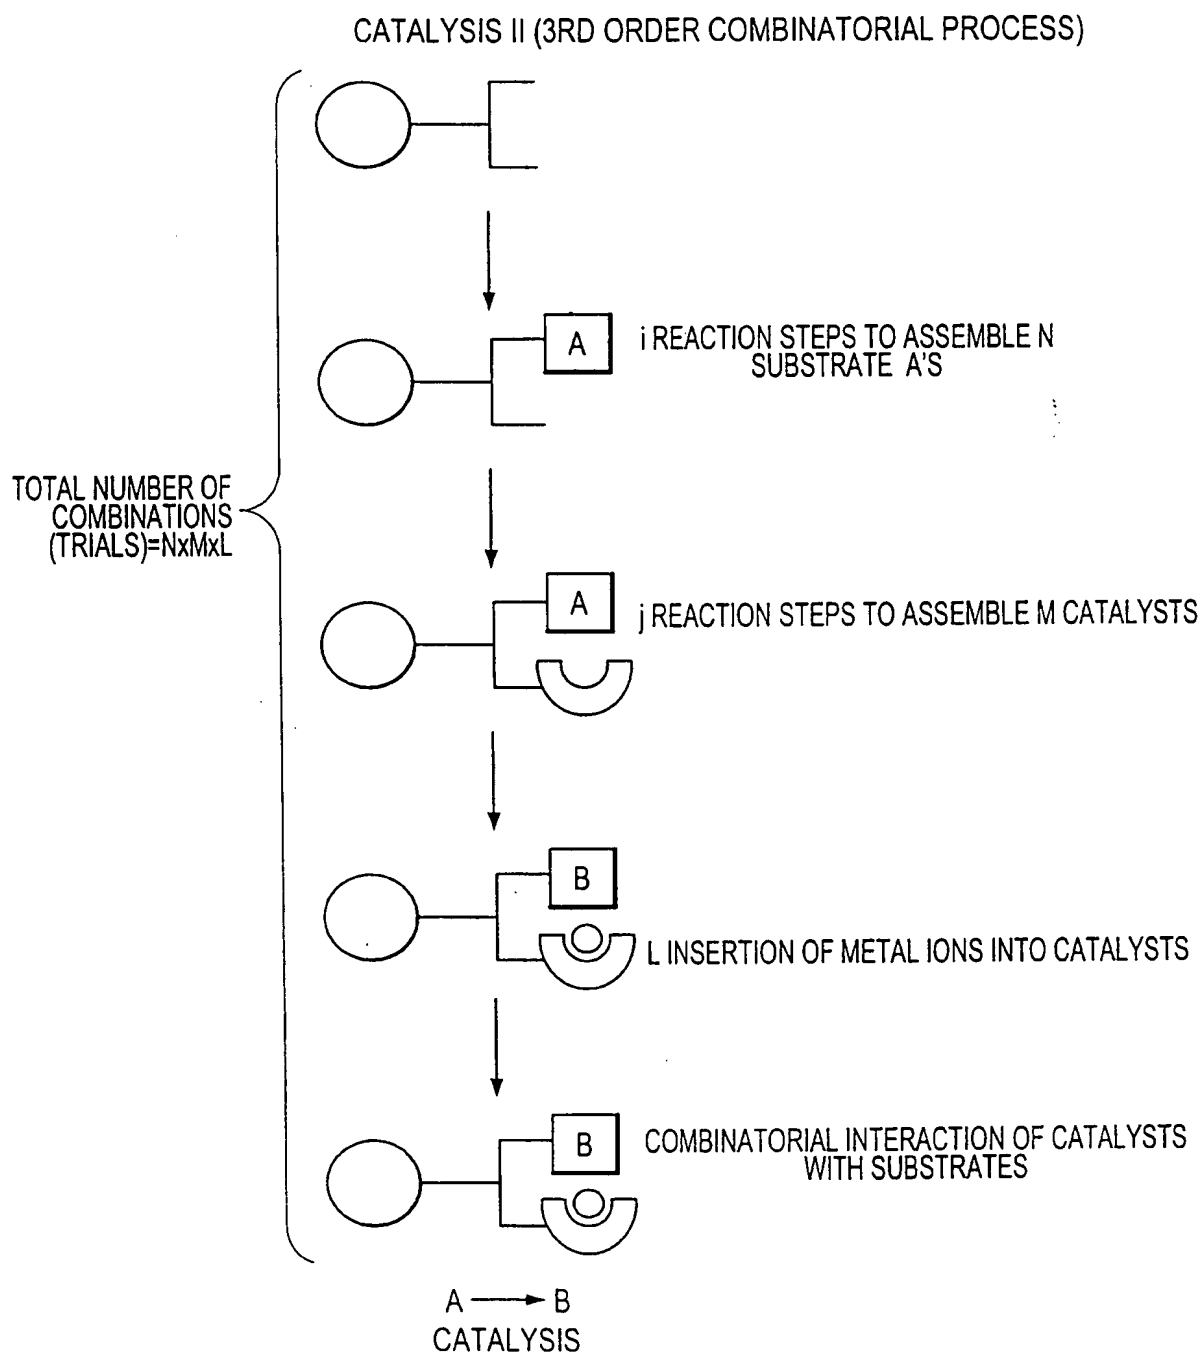 CATALYSIS II (3RD ORDER COMBINATORIAL PROCESS)
A
i REACTION STEPS TO ASSEMBLE N
SUBSTRATE A'S
TOTAL NUMBER OF
COMBINATIONS
(TRIALS)=NxMxL
A
j REACTION STEPS TO ASSEMBLE M CATALYSTS
B
L INSERTION OF METAL IONS INTO CATALYSTS
B
COMBINATORIAL INTERACTION OF CATALYSTS
WITH SUBSTRATES
A B
CATALYSIS